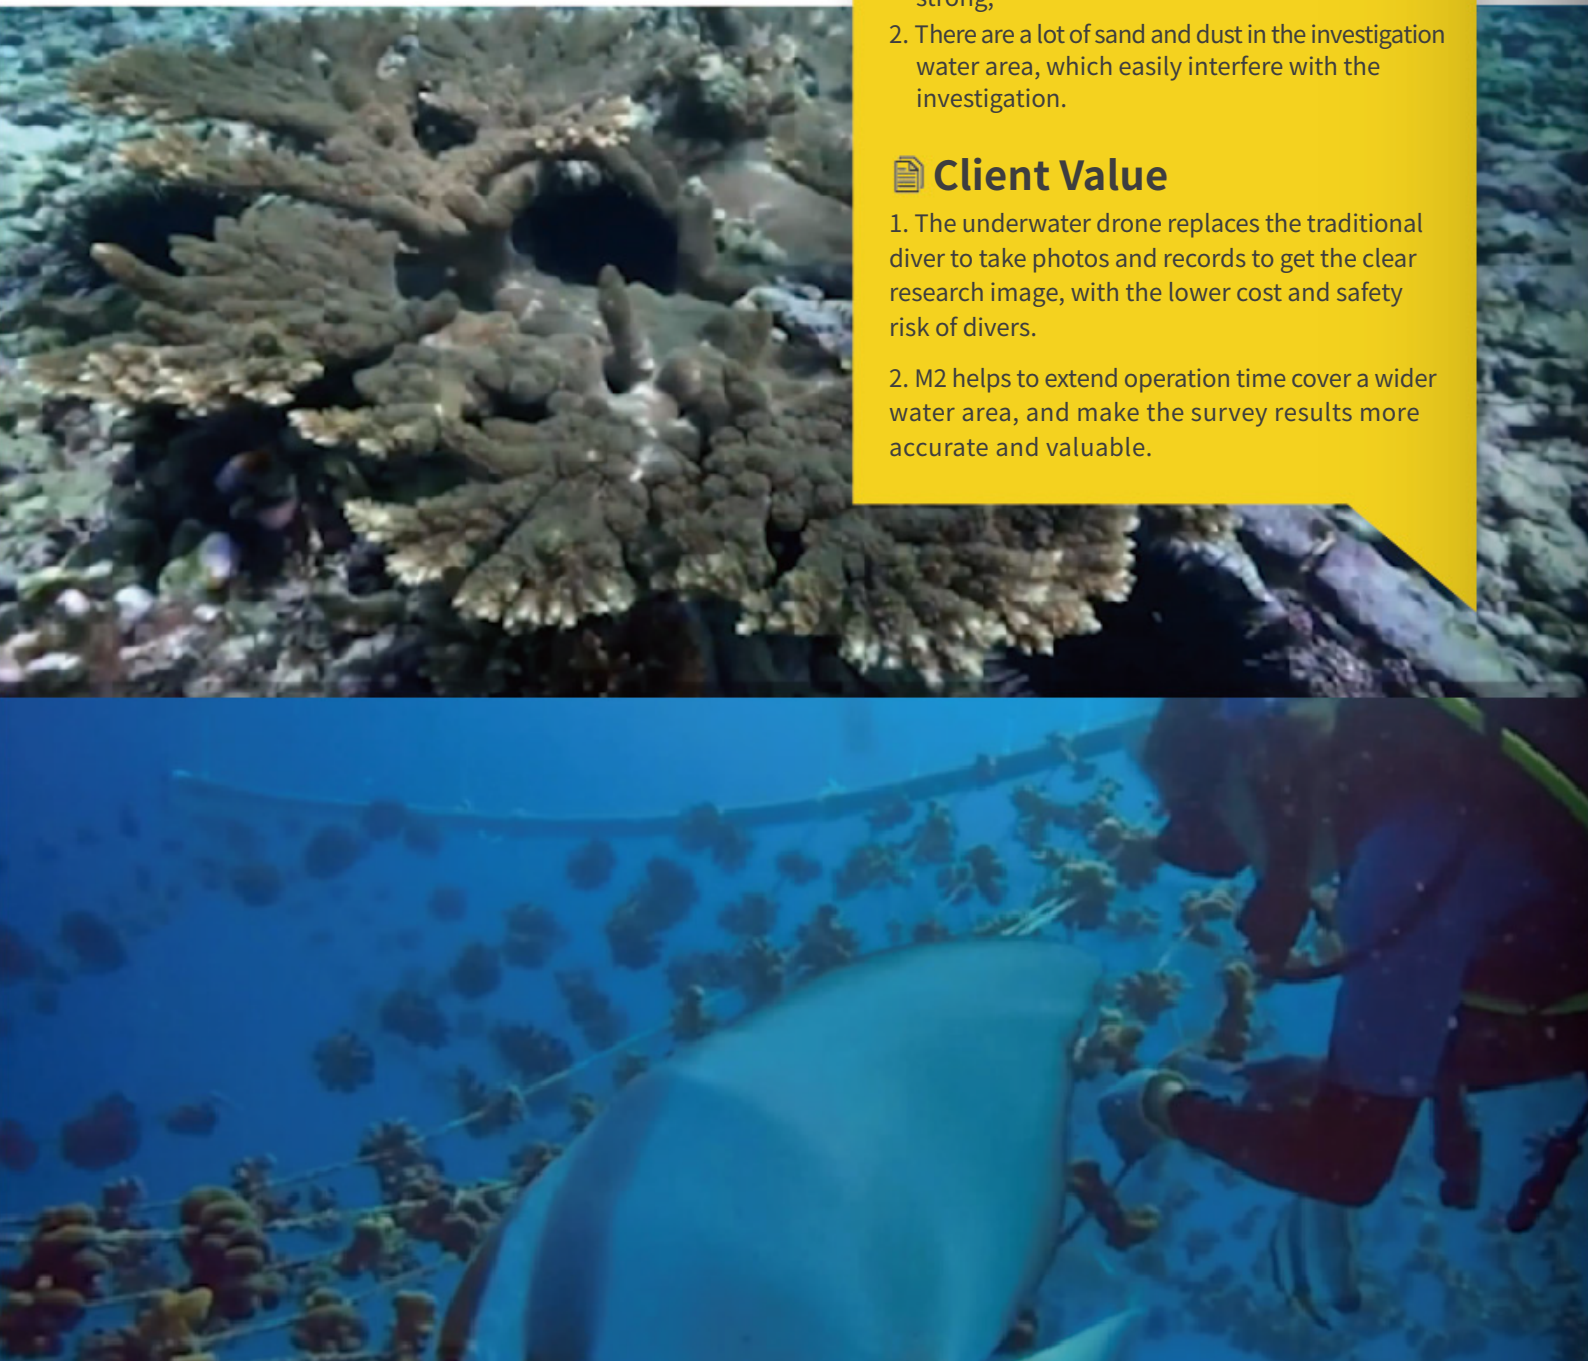 strong;
2. There are a lot of sand and dust in the investigation
water area, which easily interfere with the
investigation.
Client Value
1. The underwater drone replaces the traditional
diver to take photos and records to get the clear
research image, with the lower cost and safety
risk of divers.
2. M2 helps to extend operation time cover a wider
water area, and make the survey results more
accurate and valuable.